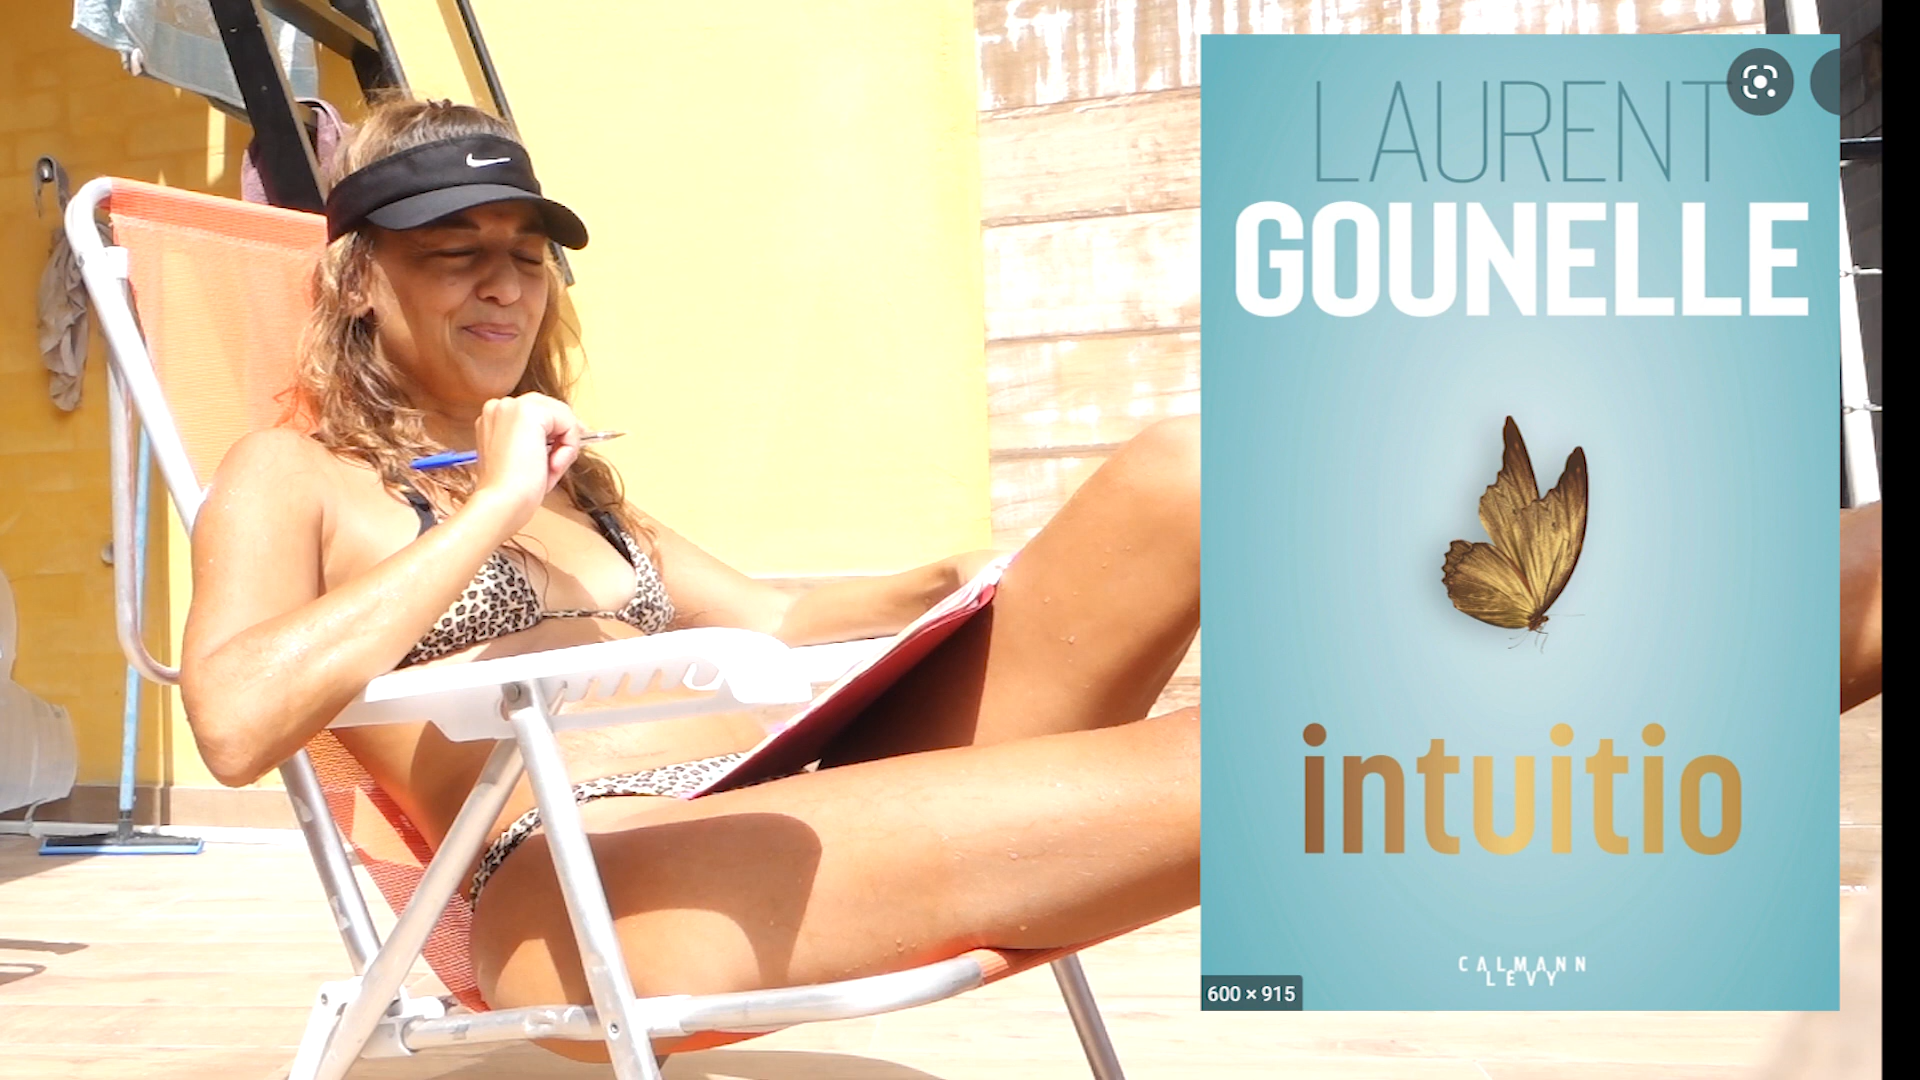 LAURENT
GOUNELLE
intuitio
CALMANN
LEVY
600 × 915